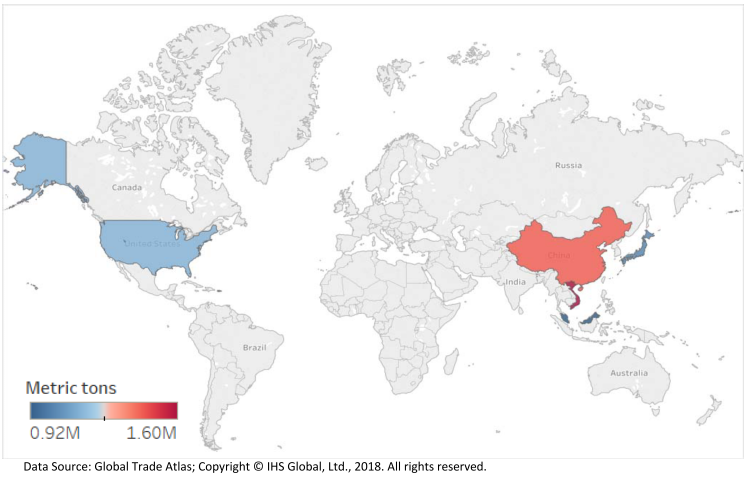 Russia
Canada
United States
China
India
Brazil
Australia
Metric tons
0.92M 1.60M
Data Source: Global Trade Atlas; Copyright © IHS Global, Ltd., 2018. All rights reserved.